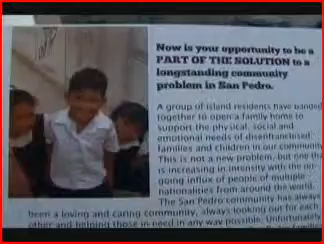 Now is your opportunity to be a
PART OF THE SOLUTION to a
longstanding community
problem in San Pedro.
A group of island residents have banded
together to open a family home to
support the physical, social and
emotional needs of disenfranchised
families and children in our community
This is not a new problem, but one tha
is increasing in intensity with the on
going influx of people of multiple
nationalities from around the world.
The San Pedro community has always
been a loving and caring community, always looking out for each
other and helping those in need in any way possible. Unfortunately